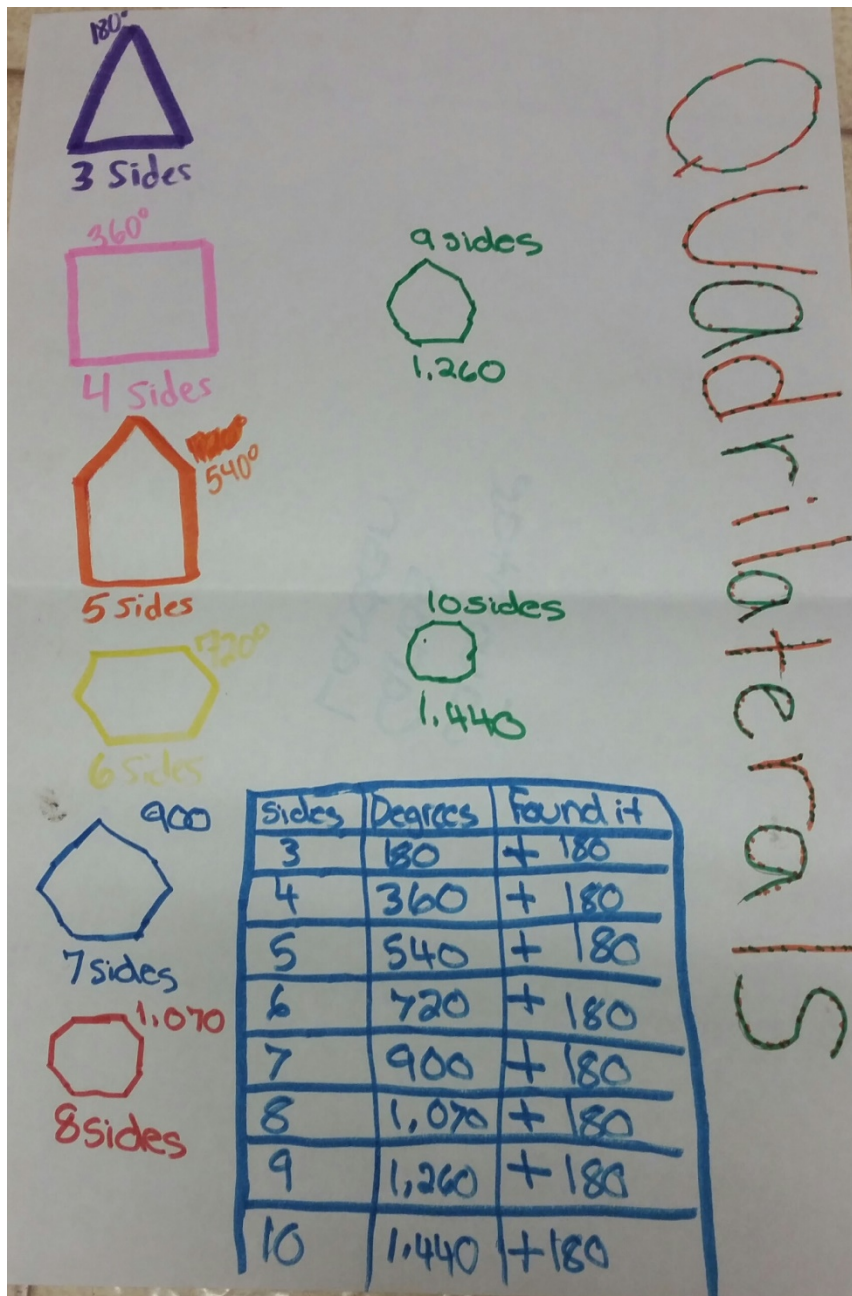 180°
3 Sides
360°
4 Sides
540°
5 sides
720°
6 Sides
900
7 sides
1.070
8 sides
9 sides
1.260
10 sides
1.440
Quadrilaterals
sides Degrees Found it
3 180 + 180
4 360 + 180
5 540 + 180
6 720 + 180
7 900 + 180
8 1,070 + 180
9 1,260 + 180
10 1.440 +180